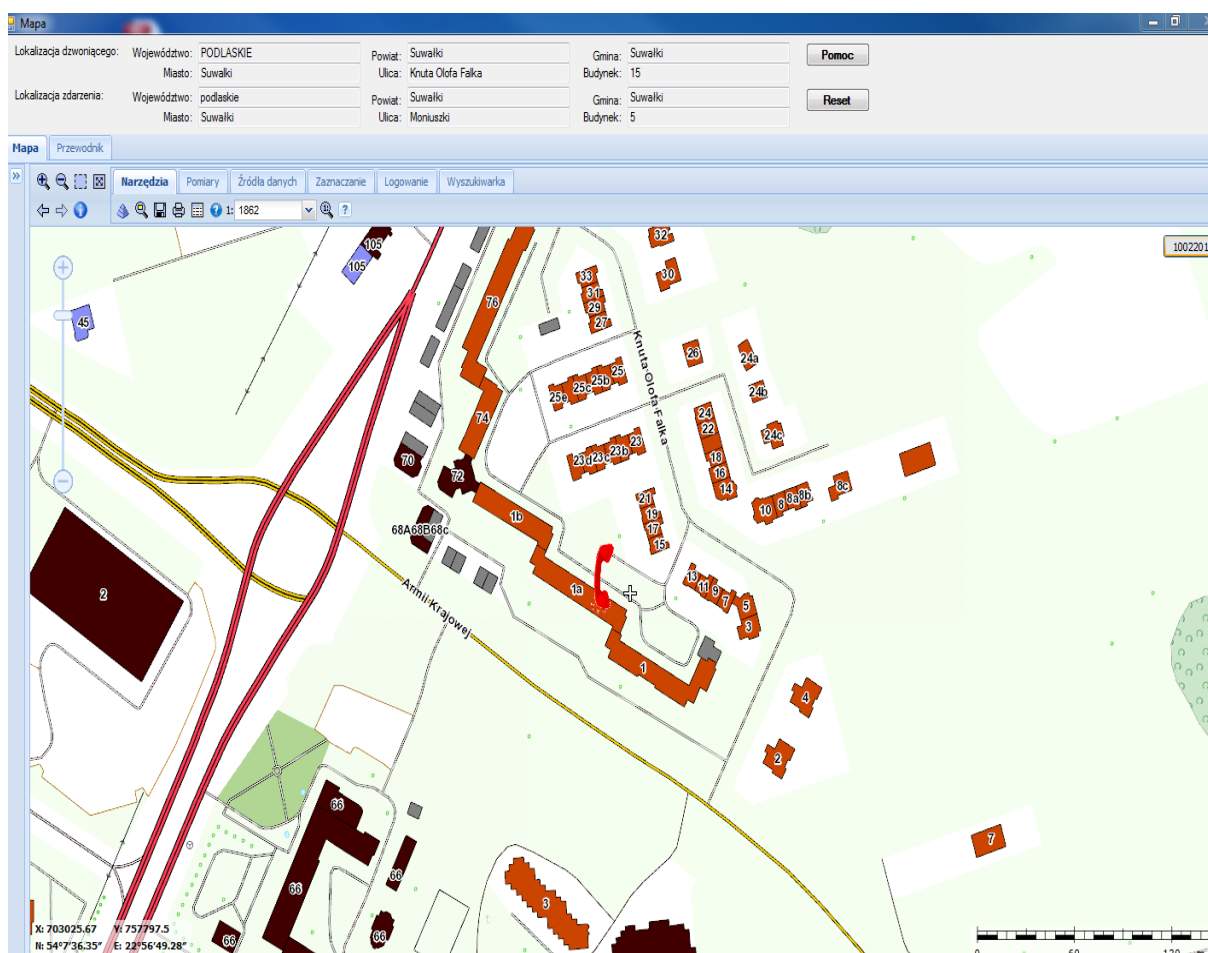 Mapa
Lokalizacja dzwoniącego: Województwo: PODLASKIE Powiat: Suwałki Gmina: Suwałki Pomoc
Miasto: Suwalki Ulica: Knuta Olofa Falka Budynek: 15
Lokalizacja zdarzenia: Województwo: podlaskie Powiat: Suwałki Gmina: Suwałki Reset
Miasto: Suwałki Ulica: Moniuszki Budynek: 5
Mapa Przewodnik
Narzędzia Pomiary Źródła danych Zaznaczanie Logowanie Wyszukiwarka
1: 1862
1002201
105
105
32
30
76
33
31
29
27
45
Knuta Olofa Falka
26
24a
25
25b
25c
25e
24b
74
24
22
24c
23
23b
23c
23d
70
72
18
16
14
8c
8b
8a
8
10
21
19
17
15
1b
68A68B68c
1a
13
11
9
7
5
3
2
Armii Krajowej
1
4
2
7
66
66
66
3
66
66
X: 703025.67 Y: 757797.5
N: 54°7'36.35" E: 22°56'49.28"
0 60 120